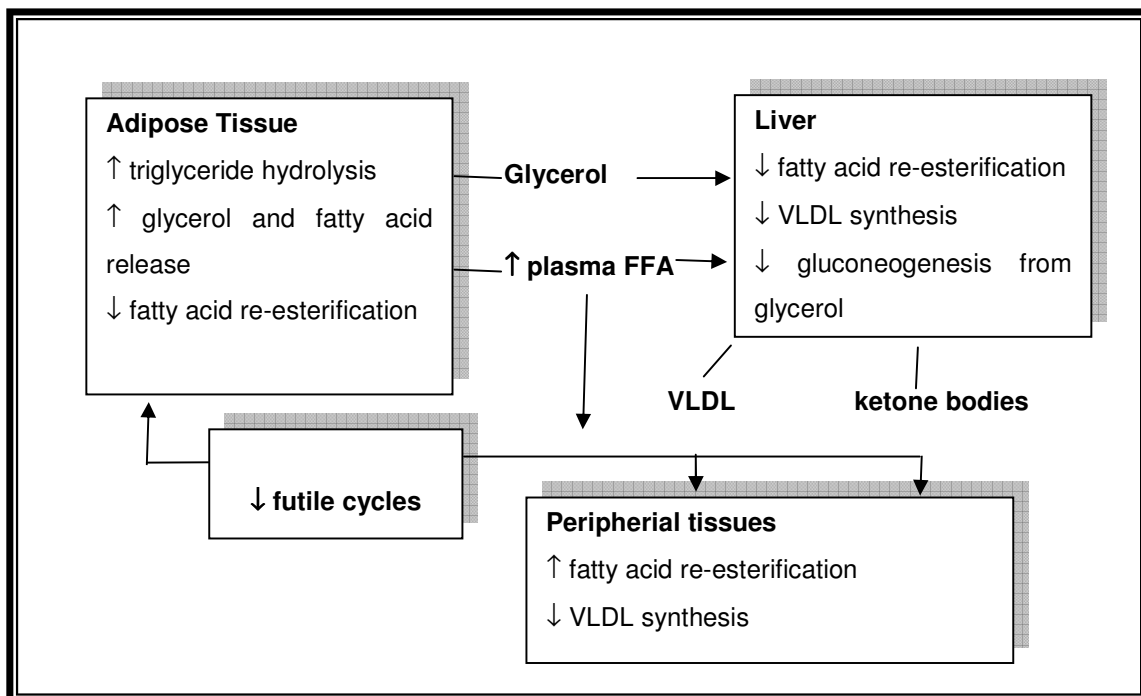 Adipose Tissue
↑ triglyceride hydrolysis
↑ glycerol and fatty acid
release
↓ fatty acid re-esterification
Glycerol
↑ plasma FFA
Liver
↓ fatty acid re-esterification
↓ VLDL synthesis
↓ gluconeogenesis from
glycerol
VLDL
ketone bodies
↓ futile cycles
Peripherial tissues
↑ fatty acid re-esterification
↓ VLDL synthesis